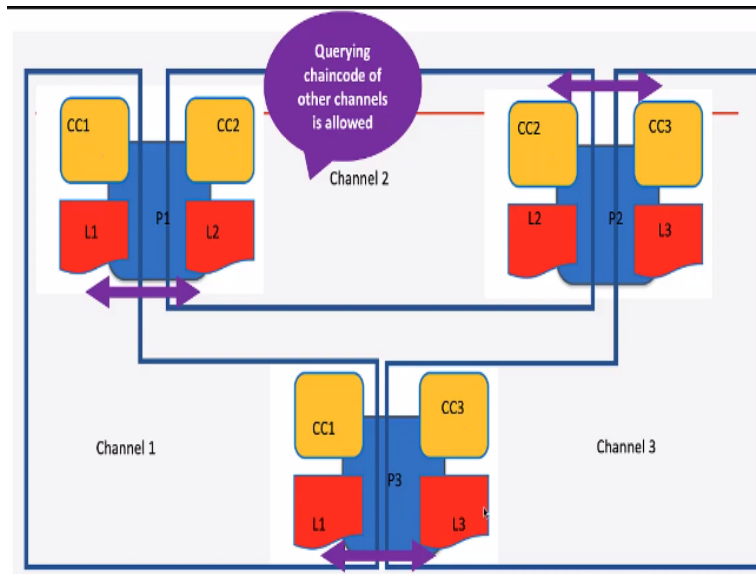 Querying
chaincode of
other channels
is allowed
CC1
CC2
L1
P1
L2
Channel 2
CC2
CC3
L2
P2
L3
Channel 1
CC1
CC3
P3
L1
L3
Channel 3